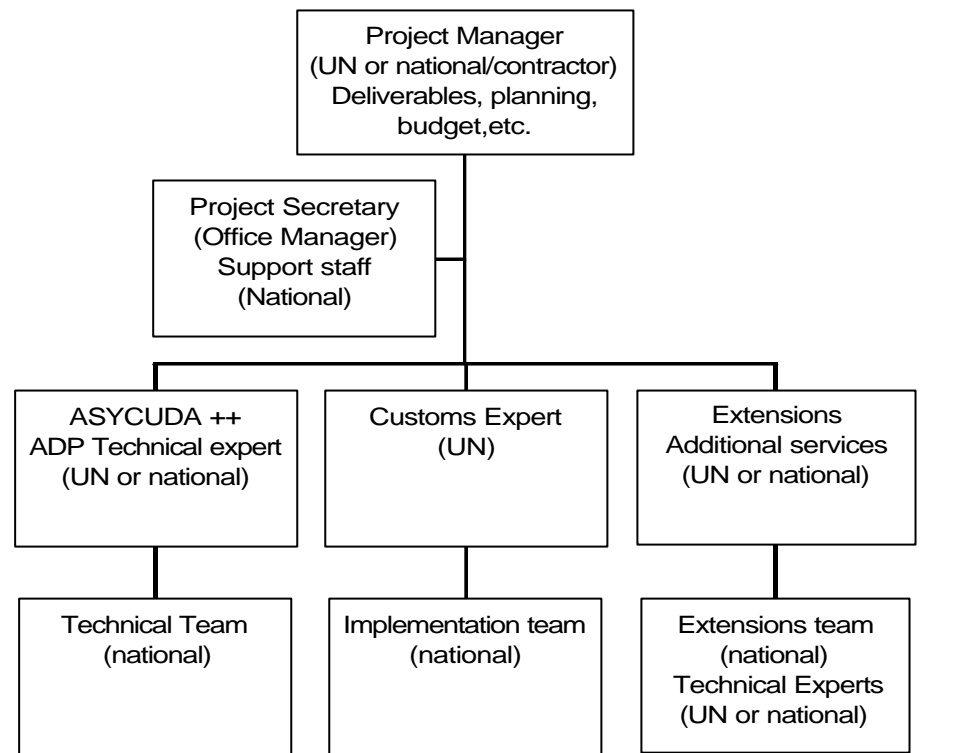 Project Manager
(UN or national/contractor)
Deliverables, planning,
budget,etc.
Project Secretary
(Office Manager)
Support staff
(National)
ASYCUDA ++
ADP Technical expert
(UN or national)
Customs Expert
(UN)
Extensions
Additional services
(UN or national)
Technical Team
(national)
Implementation team
(national)
Extensions team
(national)
Technical Experts
(UN or national)